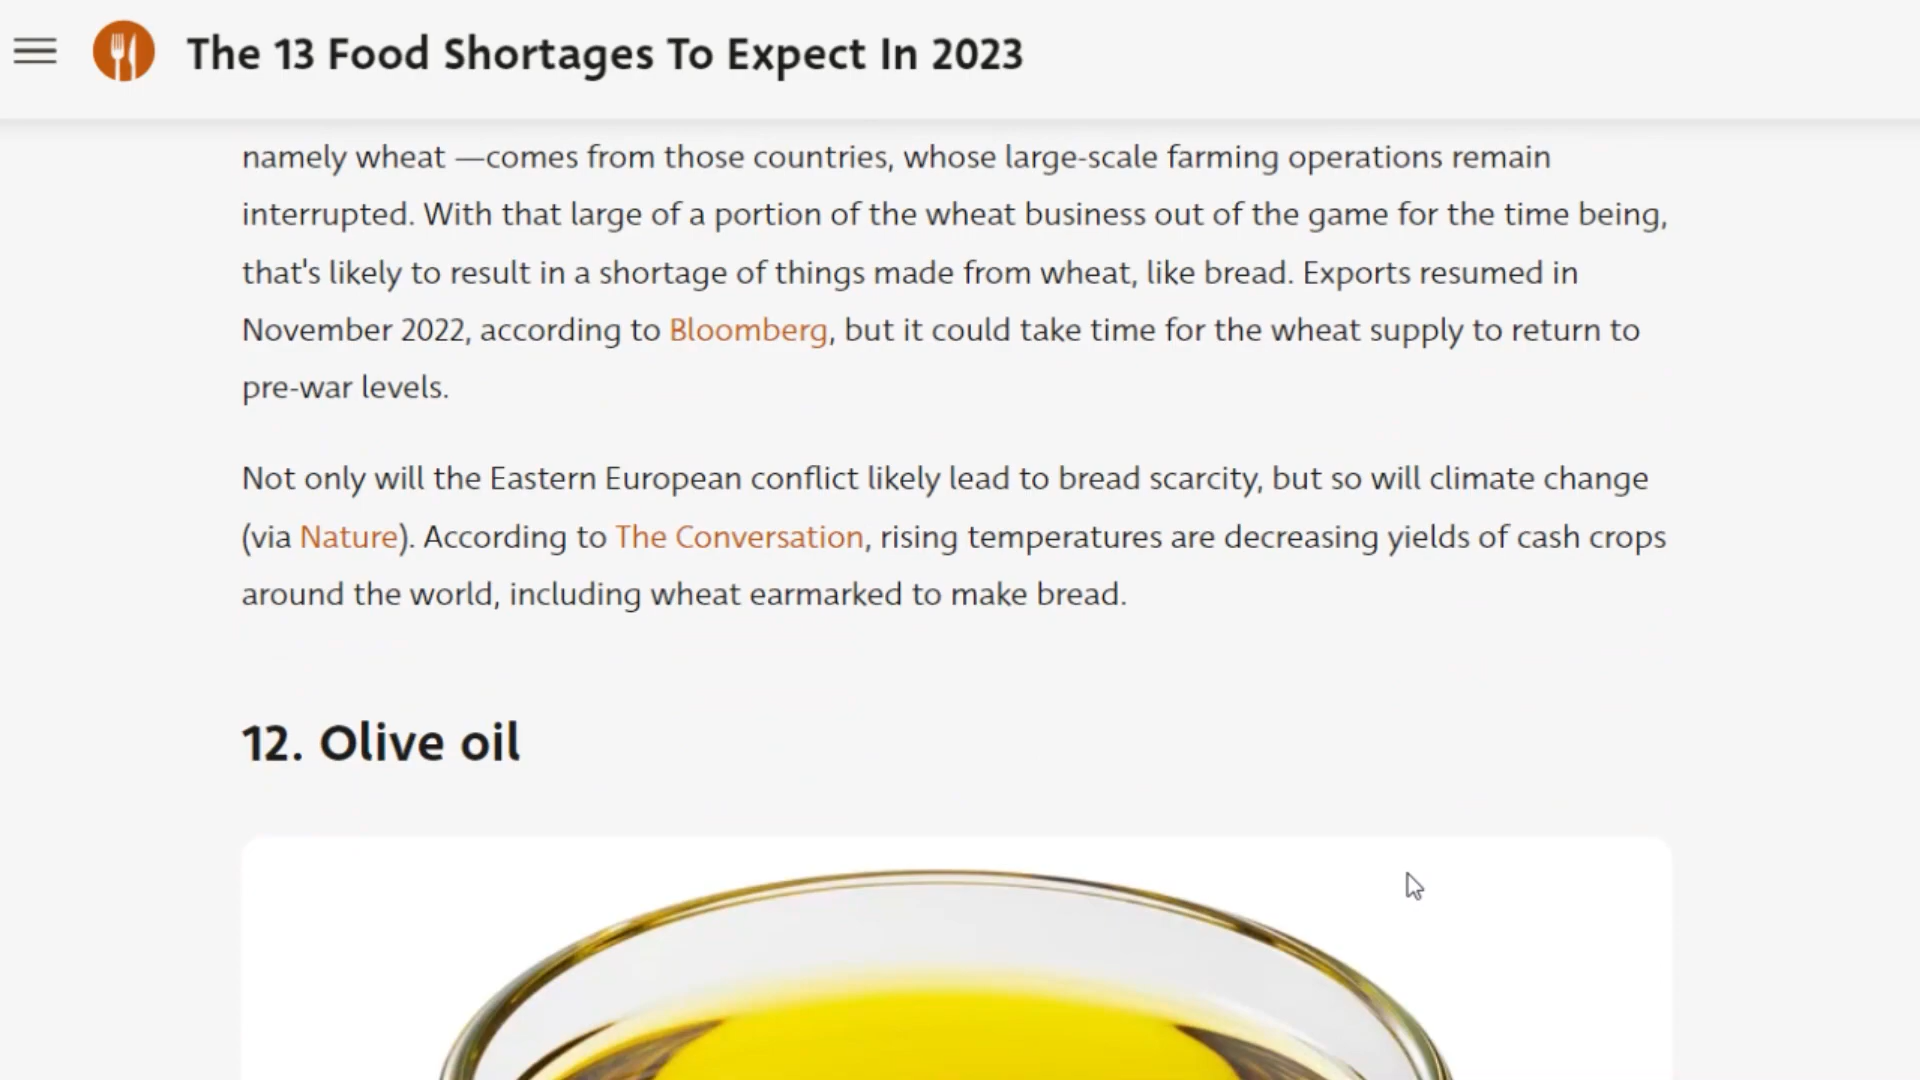 The 13 Food Shortages To Expect In 2023
namely wheat —comes from those countries, whose large-scale farming operations remain
interrupted. With that large of a portion of the wheat business out of the game for the time being,
that's likely to result in a shortage of things made from wheat, like bread. Exports resumed in
November 2022, according to Bloomberg, but it could take time for the wheat supply to return to
pre-war levels.
Not only will the Eastern European conflict likely lead to bread scarcity, but so will climate change
(via Nature). According to The Conversation, rising temperatures are decreasing yields of cash crops
around the world, including wheat earmarked to make bread.
12. Olive oil